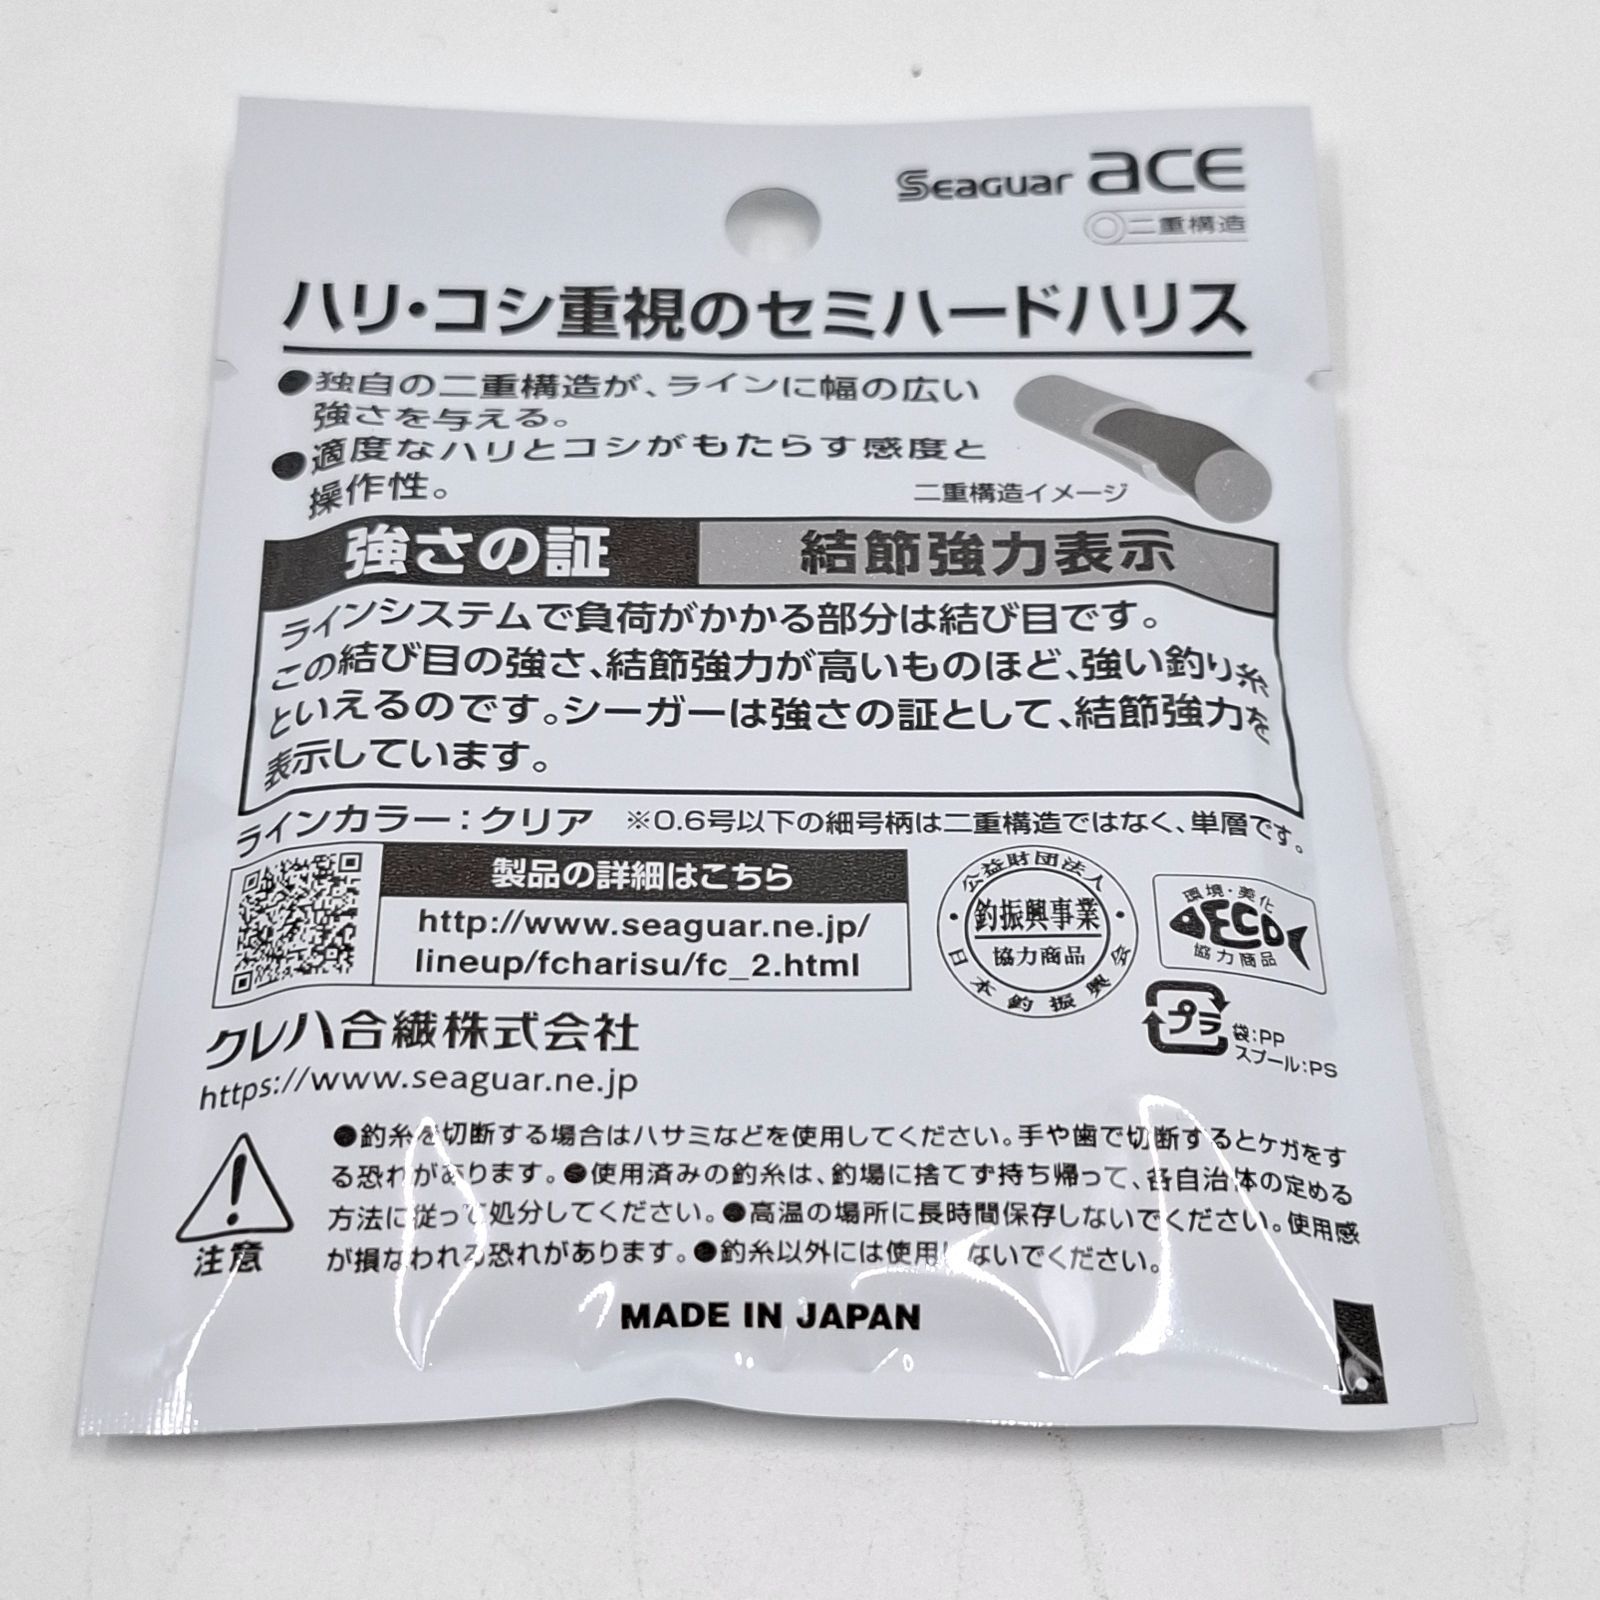 Seaguar ace
二重構造
ハリ・コシ重視のセミハードハリス
●独自の二重構造が、ラインに幅の広い
強さを与える。
●適度なハリとコシがもたらす感度と
操作性。
二重構造イメージ
強さの証
結節強力表示
ラインシステムで負荷がかかる部分は結び目です。
この結び目の強さ、結節強力が高いものほど、強い釣り糸
といえるのです。シーガーは強さの証として、結節強力を
表示しています。
ラインカラー：クリア ※0.6号以下の細号柄は二重構造ではなく、単層です。
製品の詳細はこちら
http://www.seaguar.ne.jp/
lineup/fcharisu/fc_2.html
公益財団法人
釣振興事業
協力商品
日本釣振興会
環境・美化
ECO
協力商品
プラ
袋:PP
スプール:PS
クレハ合繊株式会社
https://www.seaguar.ne.jp
注意
●釣糸を切断する場合はハサミなどを使用してください。手や歯で切断するとケガをす
る恐れがあります。●使用済みの釣糸は、釣場に捨てず持ち帰って、各自治体の定める
方法に従って処分してください。●高温の場所に長時間保存しないでください。使用感
が損なわれる恐れがあります。●釣糸以外には使用しないでください。
MADE IN JAPAN